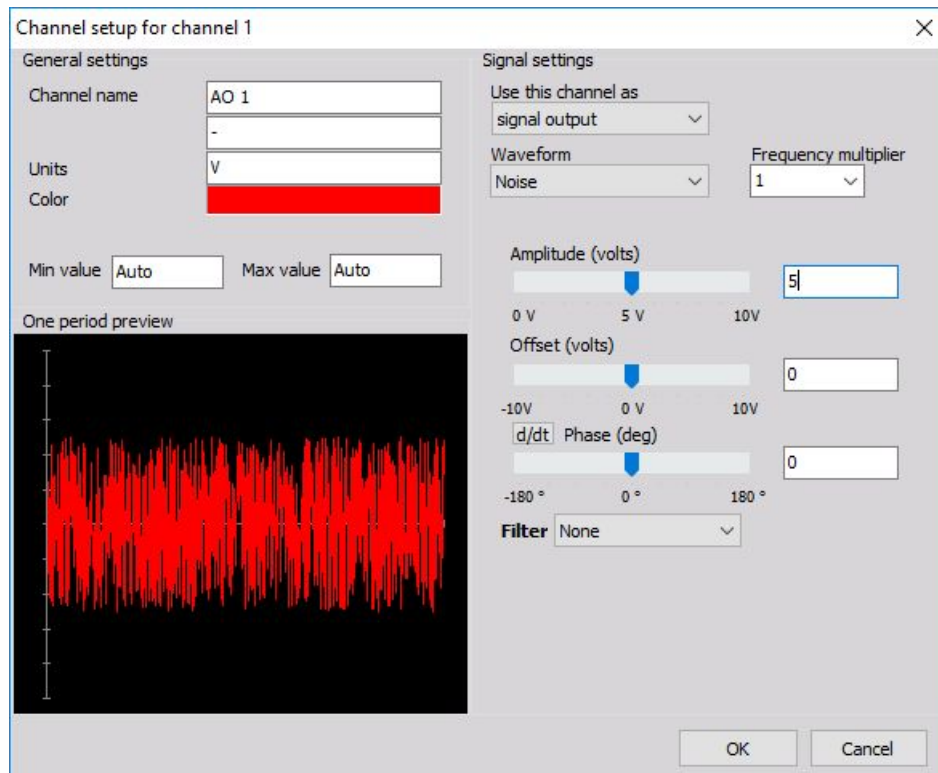 Channel setup for channel 1
General settings
Channel name AO 1
-
Units V
Color
Min value Auto Max value Auto
One period preview
Signal settings
Use this channel as
signal output
Waveform Frequency multiplier
Noise 1
Amplitude (volts)
5
0 V 5 V 10V
Offset (volts)
0
-10V 0 V 10V
d/dt Phase (deg)
0
-180 ° 0 ° 180 °
Filter None
OK Cancel